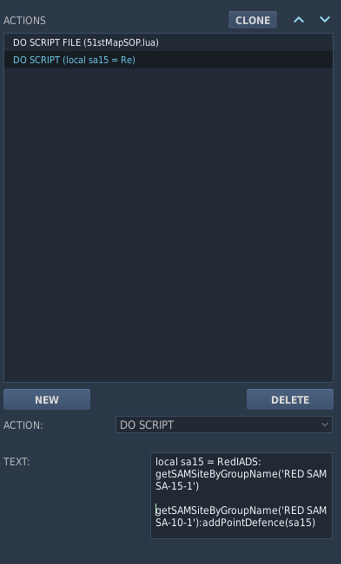 ACTIONS
CLONE
DO SCRIPT FILE (51stMapSOP.lua)
DO SCRIPT (local sa15 = Re)
NEW
DELETE
ACTION:
DO SCRIPT
TEXT:
local sa15 = RedIADS:
getSAMSiteByGroupName('RED SAM
SA-15-1')
getSAMSiteByGroupName('RED SAM
SA-10-1'):addPointDefence(sa15)